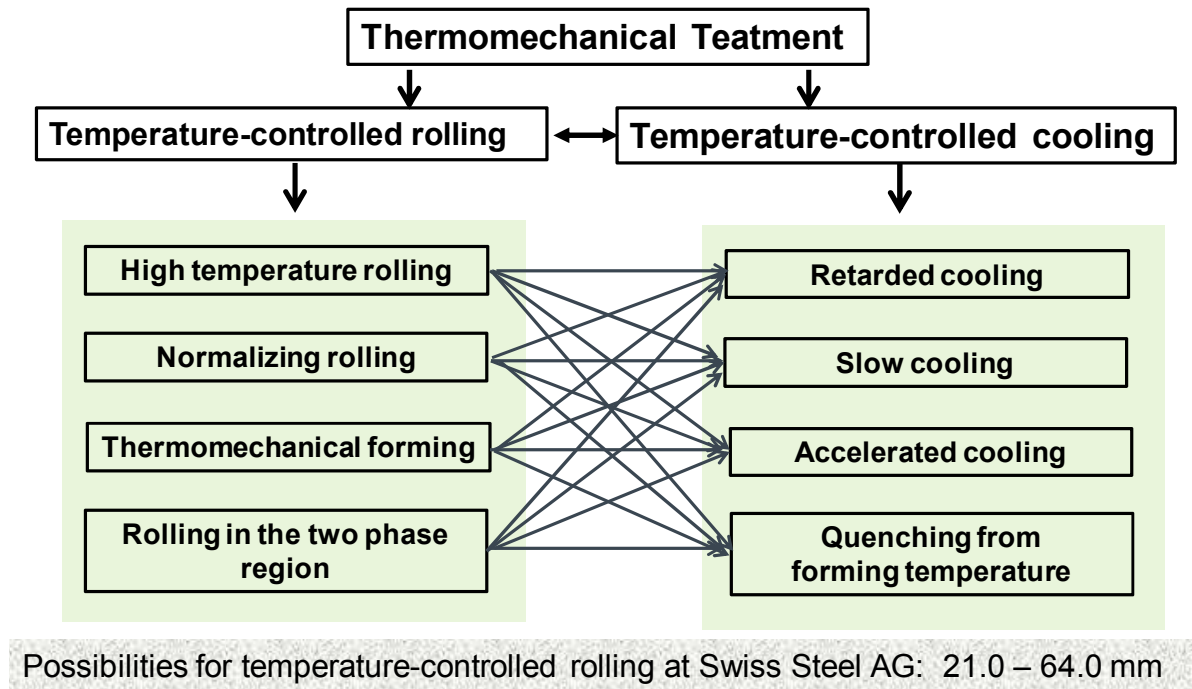 Thermomechanical Teatment
Temperature-controlled rolling
Temperature-controlled cooling
High temperature rolling
Normalizing rolling
Thermomechanical forming
Rolling in the two phase
region
Retarded cooling
Slow cooling
Accelerated cooling
Quenching from
forming temperature
Possibilities for temperature-controlled rolling at Swiss Steel AG: 21.0 – 64.0 mm